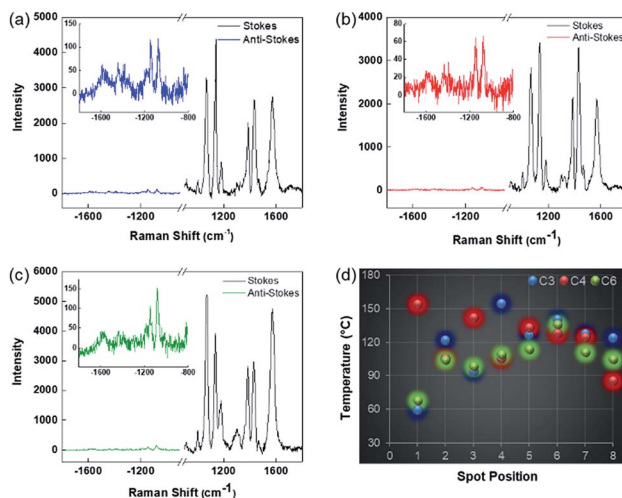 (a)
5000
4000
3000
2000
1000
0
Intensity
150
100
50
0
-1600
-1200
-800
Stokes
Anti-Stokes
-1600
-1200
1200
1600
Raman Shift (cm-1)
(b)
4000
3000
2000
1000
0
Intensity
80
60
40
20
0
-1600
-1200
-800
Stokes
Anti-Stokes
-1600
-1200
1200
1600
Raman Shift (cm-1)
(c)
6000
5000
4000
3000
2000
1000
0
Intensity
150
100
50
0
-1600
-1200
-800
Stokes
Anti-Stokes
-1600
-1200
1200
1600
Raman Shift (cm-1)
(d)
180
150
120
90
60
30
Temperature (°C)
C3 C4 C6
0 1 2 3 4 5 6 7 8
Spot Position